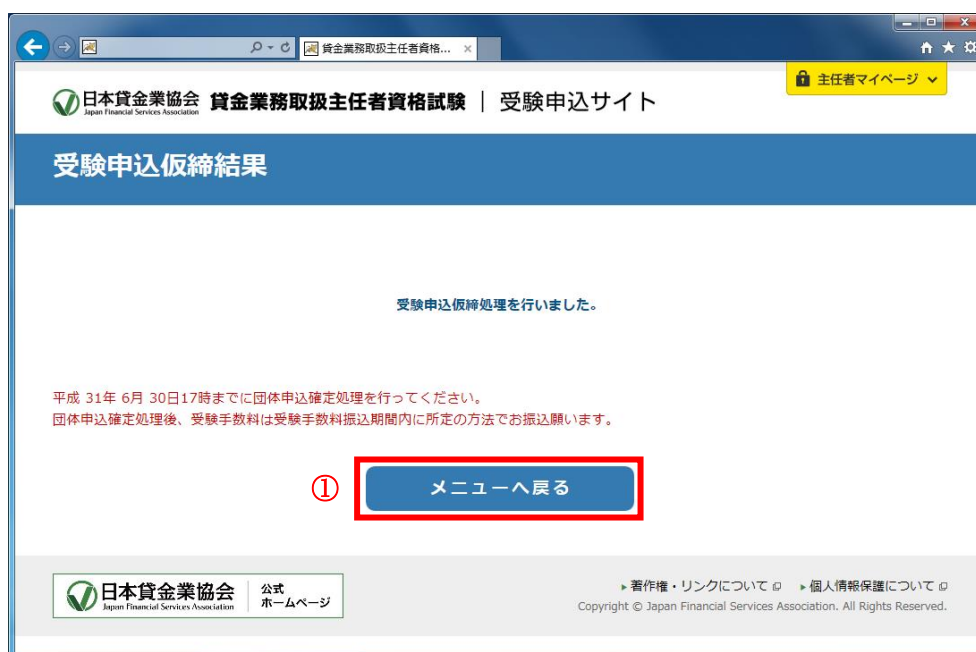 貸金業務取扱主任者資格...
主任者マイページ
日本貸金業協会 貸金業務取扱主任者資格試験 | 受験申込サイト
Japan Financial Services Association
受験申込仮締結果
受験申込仮締処理を行いました。
平成 31年 6月 30日17時までに団体申込確定処理を行ってください。
団体申込確定処理後、受験手数料は受験手数料振込期間内に所定の方法でお振込願います。
① メニューへ戻る
日本貸金業協会 公式
Japan Financial Services Association ホームページ
著作権・リンクについて 個人情報保護について
Copyright © Japan Financial Services Association. All Rights Reserved.